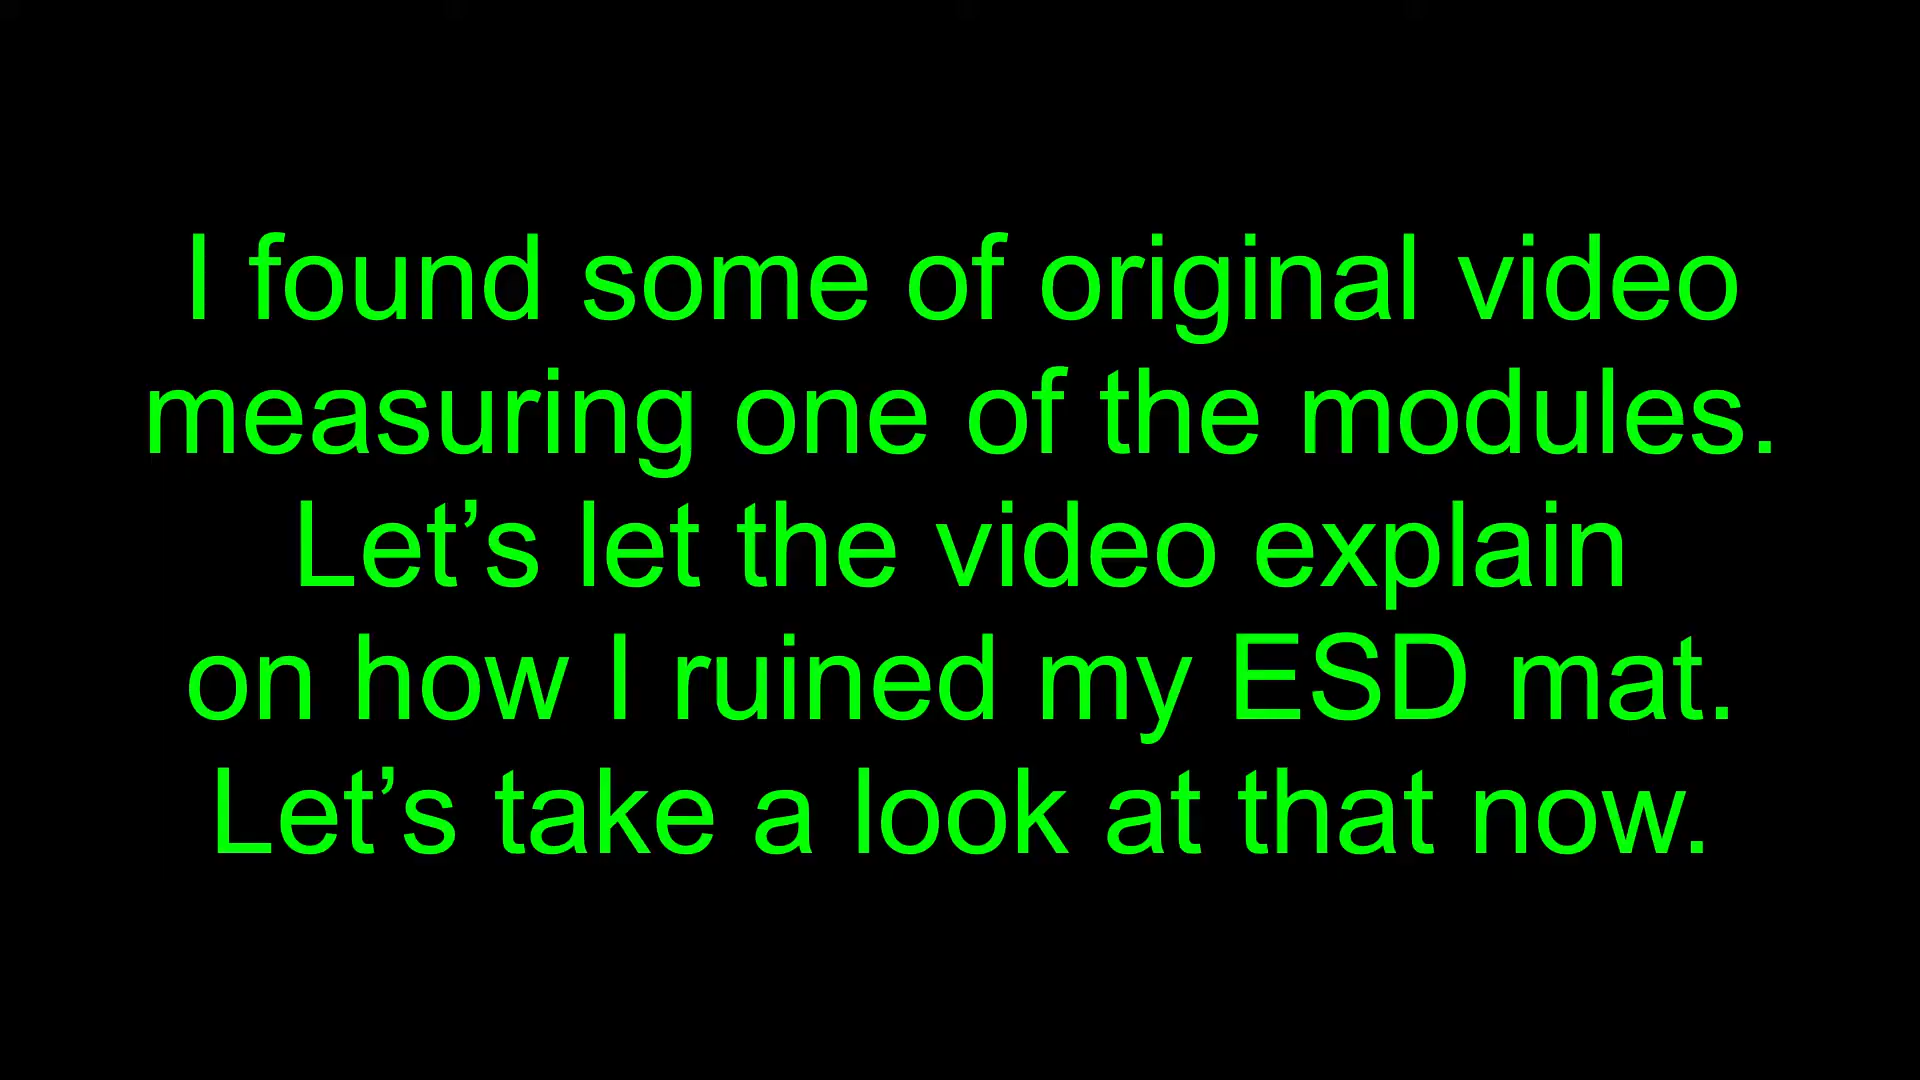 I found some of original video
measuring one of the modules.
Let’s let the video explain
on how I ruined my ESD mat.
Let’s take a look at that now.